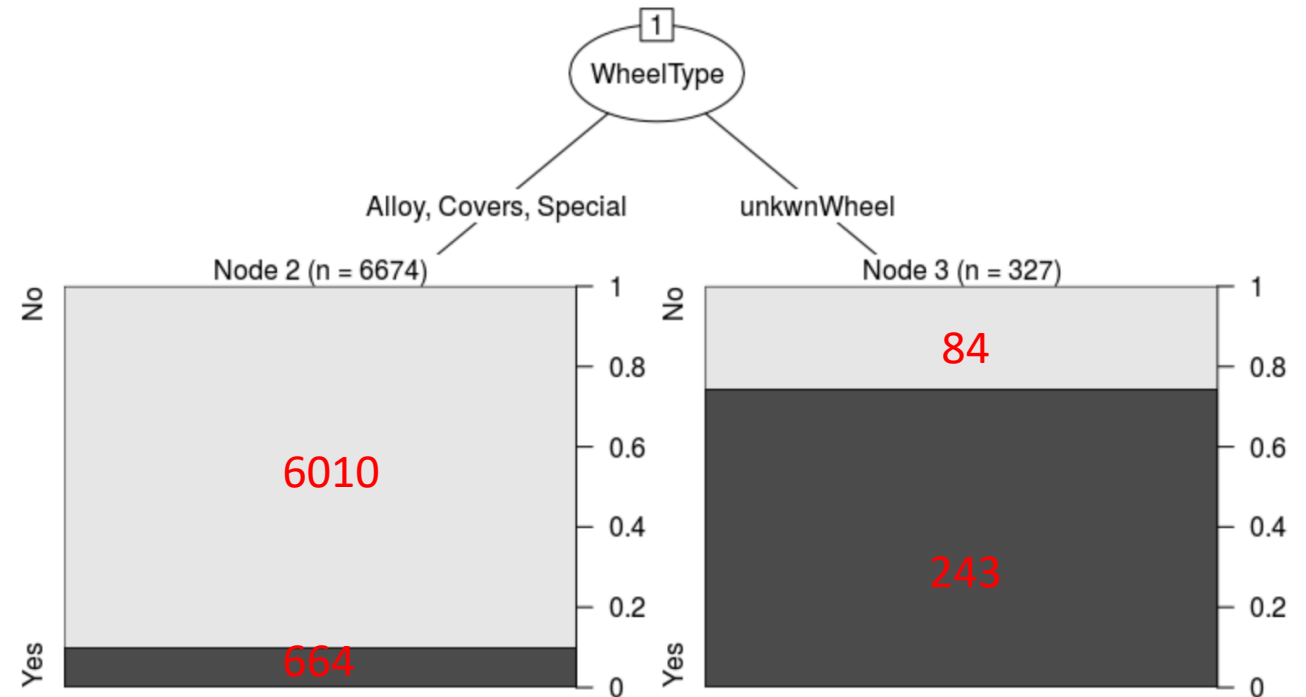 1
WheelType
Alloy, Covers, Special
unkwnWheel
Node 2 (n = 6674)
No
Yes
6010
664
1
0.8
0.6
0.4
0.2
0
Node 3 (n = 327)
No
Yes
84
243
1
0.8
0.6
0.4
0.2
0